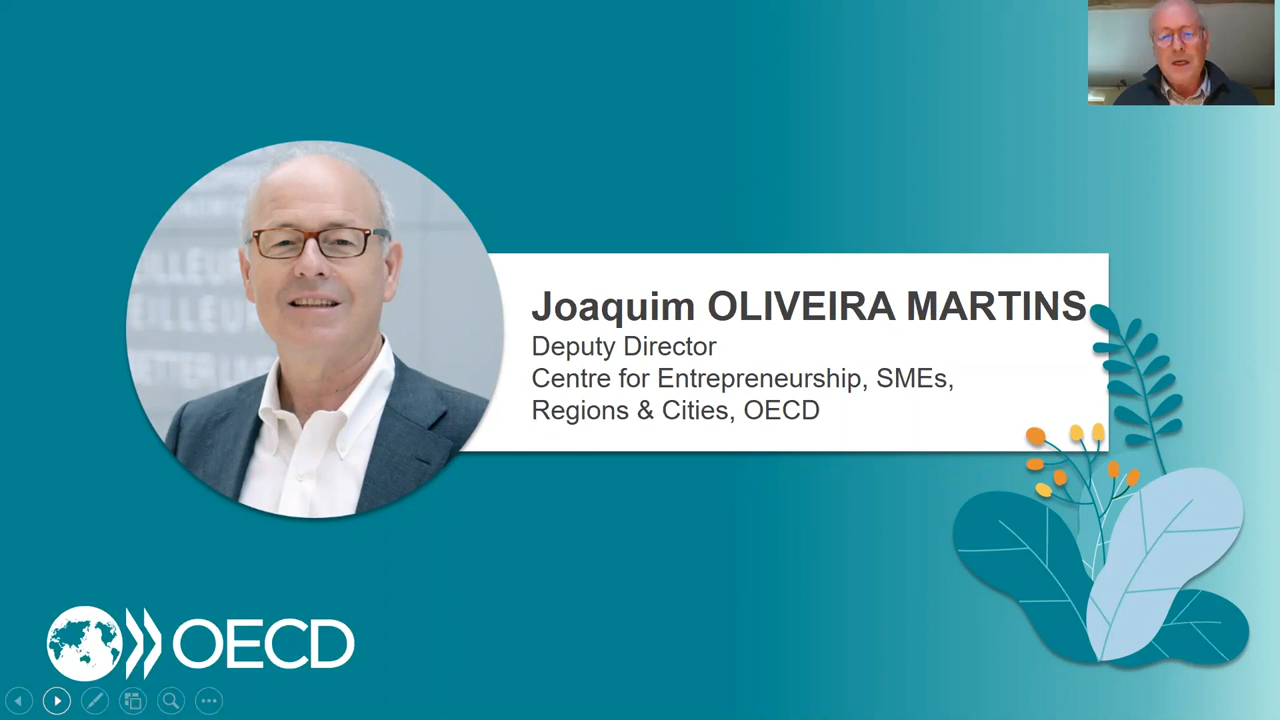 Joaquim OLIVEIRA MARTINS
Deputy Director
Centre for Entrepreneurship, SMEs,
Regions & Cities, OECD
OECD